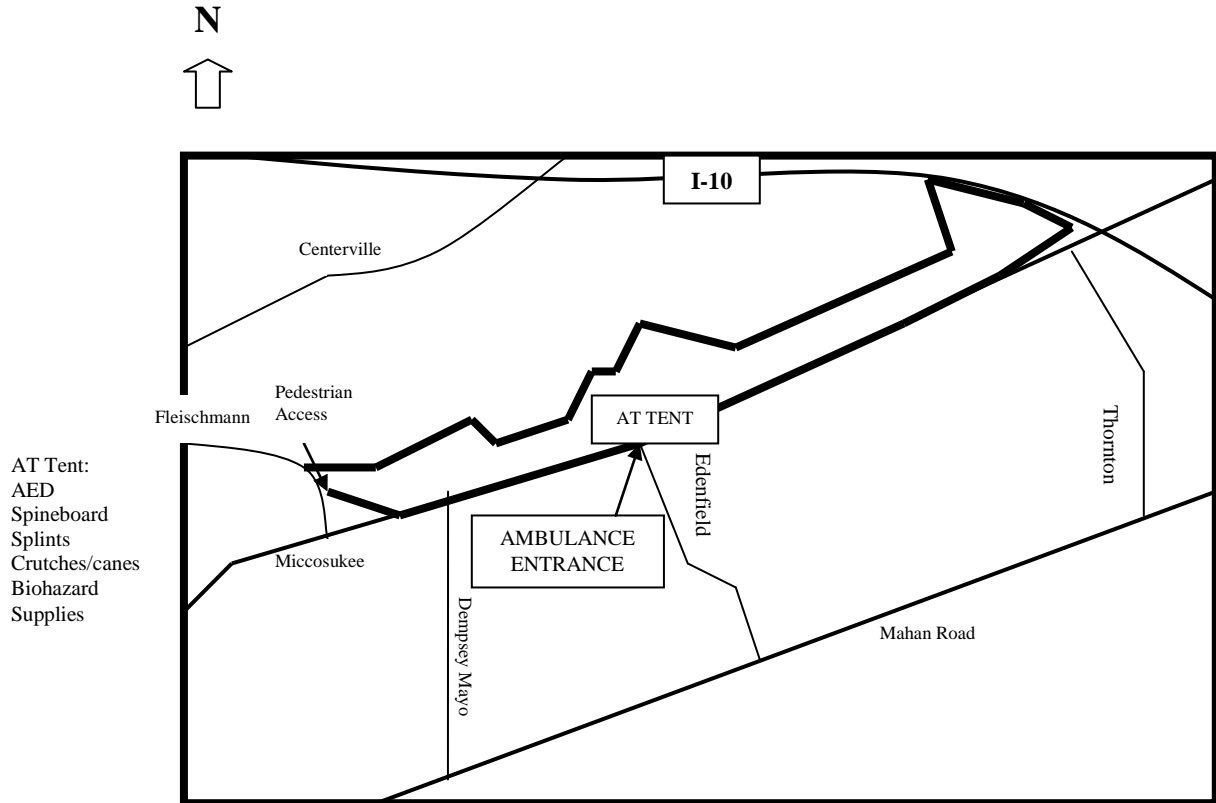 N
I-10
Centerville
Pedestrian
Access
Fleischmann
AT TENT
AT Tent:
AED
Spineboard
Splints
Crutches/canes
Biohazard
Supplies
Edenfield
Thornton
AMBULANCE
ENTRANCE
Miccosukee
Dempsey Mayo
Mahan Road